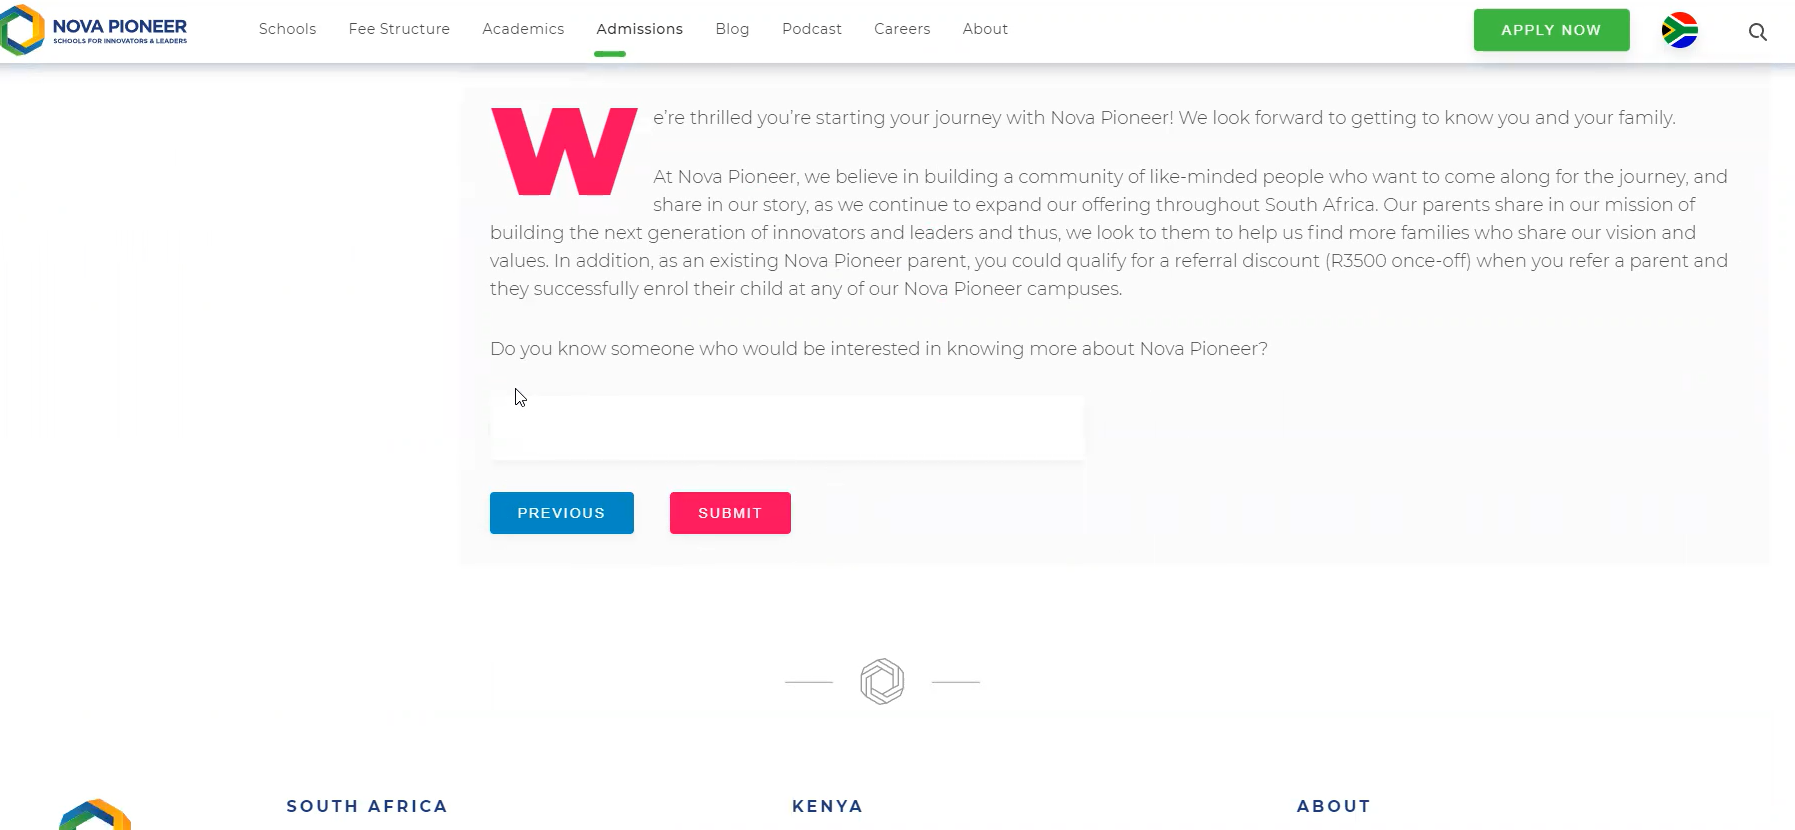 NOVA PIONEER
SCHOOLS FOR INNOVATORS & LEADERS
Schools Fee Structure Academics Admissions Blog Podcast Careers About
APPLY NOW
We're thrilled you're starting your journey with Nova Pioneer! We look forward to getting to know you and your family.
At Nova Pioneer, we believe in building a community of like-minded people who want to come along for the journey, and
share in our story, as we continue to expand our offering throughout South Africa. Our parents share in our mission of
building the next generation of innovators and leaders and thus, we look to them to help us find more families who share our vision and
values. In addition, as an existing Nova Pioneer parent, you could qualify for a referral discount (R3500 once-off) when you refer a parent and
they successfully enrol their child at any of our Nova Pioneer campuses.
Do you know someone who would be interested in knowing more about Nova Pioneer?
PREVIOUS SUBMIT
SOUTH AFRICA KENYA ABOUT